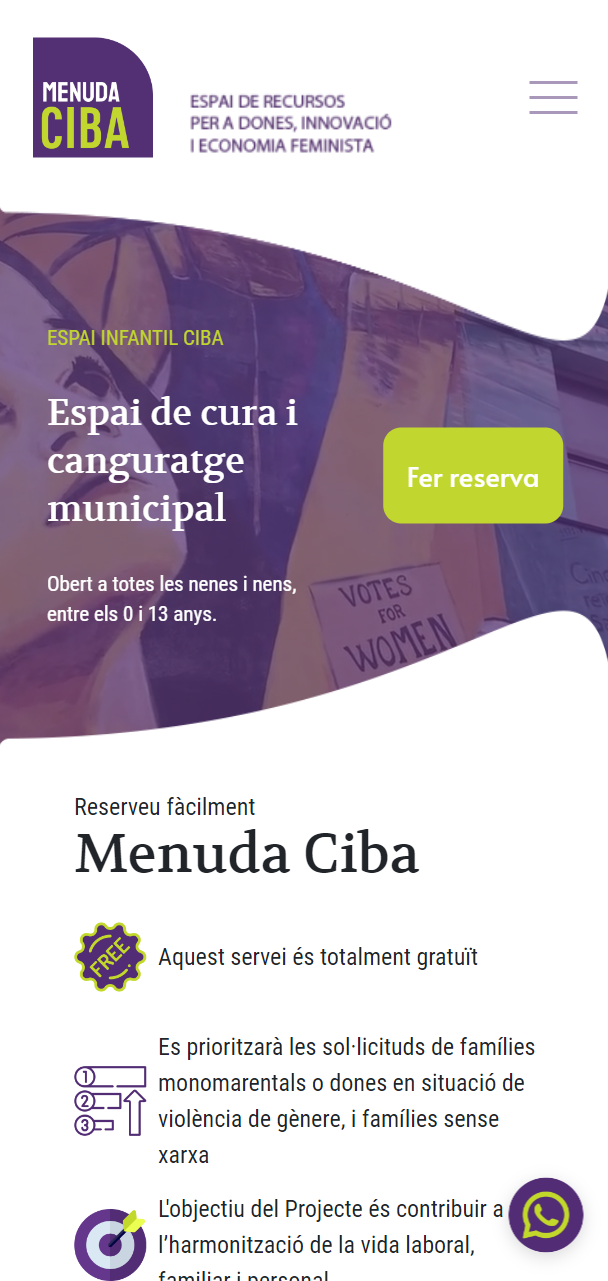 MENUDA
CIBA
ESPAI DE RECURSOS
PER A DONES, INNOVACIÓ
I ECONOMIA FEMINISTA
ESPAI INFANTIL CIBA
Espai de cura i
canguratge
municipal
Fer reserva
Obert a totes les nenes i nens,
entre els 0 i 13 anys.
VOTES
FOR
WOMEN
Reserveu fàcilment
Menuda Ciba
FREE
Aquest servei és totalment gratuït
Es prioritzarà les sol·licituds de famílies
1
monomarentals o dones en situació de
2
violència de gènere, i famílies sense
3
xarxa
L'objectiu del Projecte és contribuir a
l’harmonització de la vida laboral,
familiar i personal